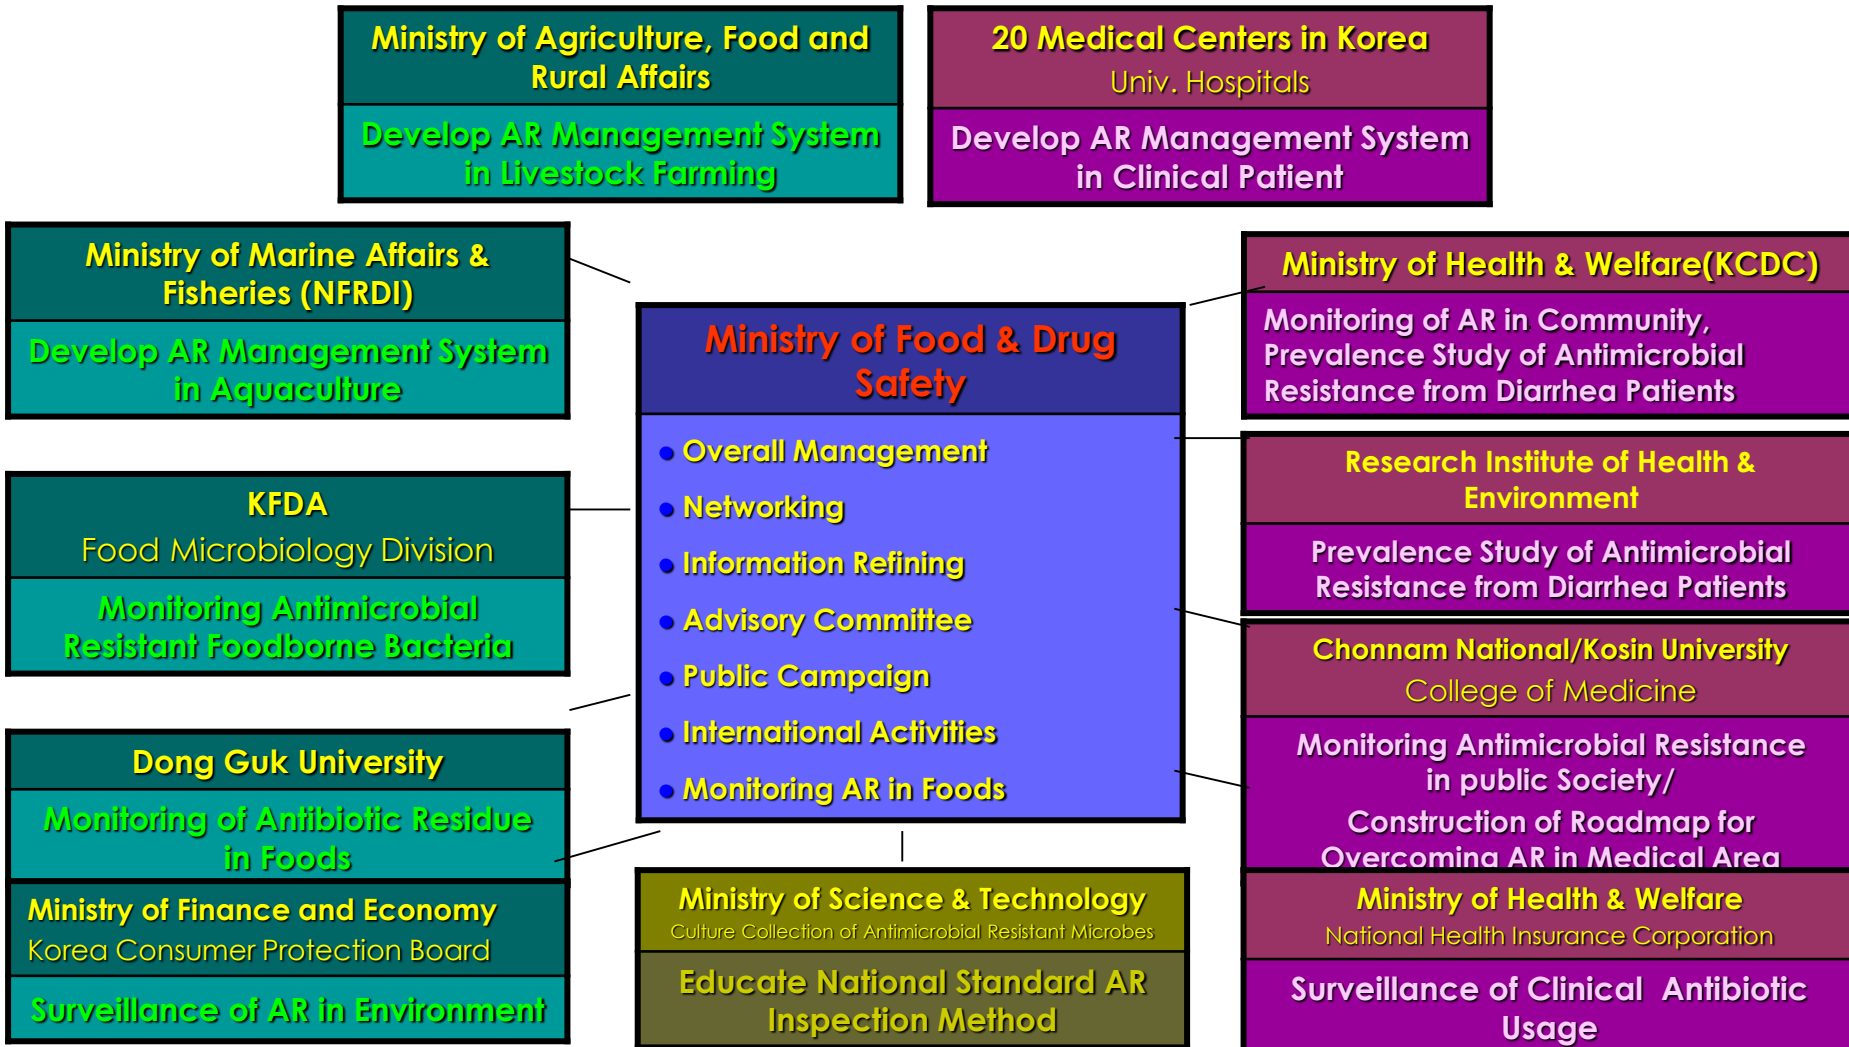 Ministry of Agriculture, Food and
Rural Affairs
Develop AR Management System
in Livestock Farming
20 Medical Centers in Korea
Univ. Hospitals
Develop AR Management System
in Clinical Patient
Ministry of Marine Affairs &
Fisheries (NFRDI)
Develop AR Management System
in Aquaculture
KFDA
Food Microbiology Division
Monitoring Antimicrobial
Resistant Foodborne Bacteria
Dong Guk University
Monitoring of Antibiotic Residue
in Foods
Ministry of Finance and Economy
Korea Consumer Protection Board
Surveillance of AR in Environment
Ministry of Food & Drug
Safety
● Overall Management
● Networking
● Information Refining
● Advisory Committee
● Public Campaign
● International Activities
● Monitoring AR in Foods
Ministry of Science & Technology
Culture Collection of Antimicrobial Resistant Microbes
Educate National Standard AR
Inspection Method
Ministry of Health & Welfare(KCDC)
Monitoring of AR in Community,
Prevalence Study of Antimicrobial
Resistance from Diarrhea Patients
Research Institute of Health &
Environment
Prevalence Study of Antimicrobial
Resistance from Diarrhea Patients
Chonnam National/Kosin University
College of Medicine
Monitoring Antimicrobial Resistance
in public Society/
Construction of Roadmap for
Overcoming AR in Medical Area
Ministry of Health & Welfare
National Health Insurance Corporation
Surveillance of Clinical Antibiotic
Usage